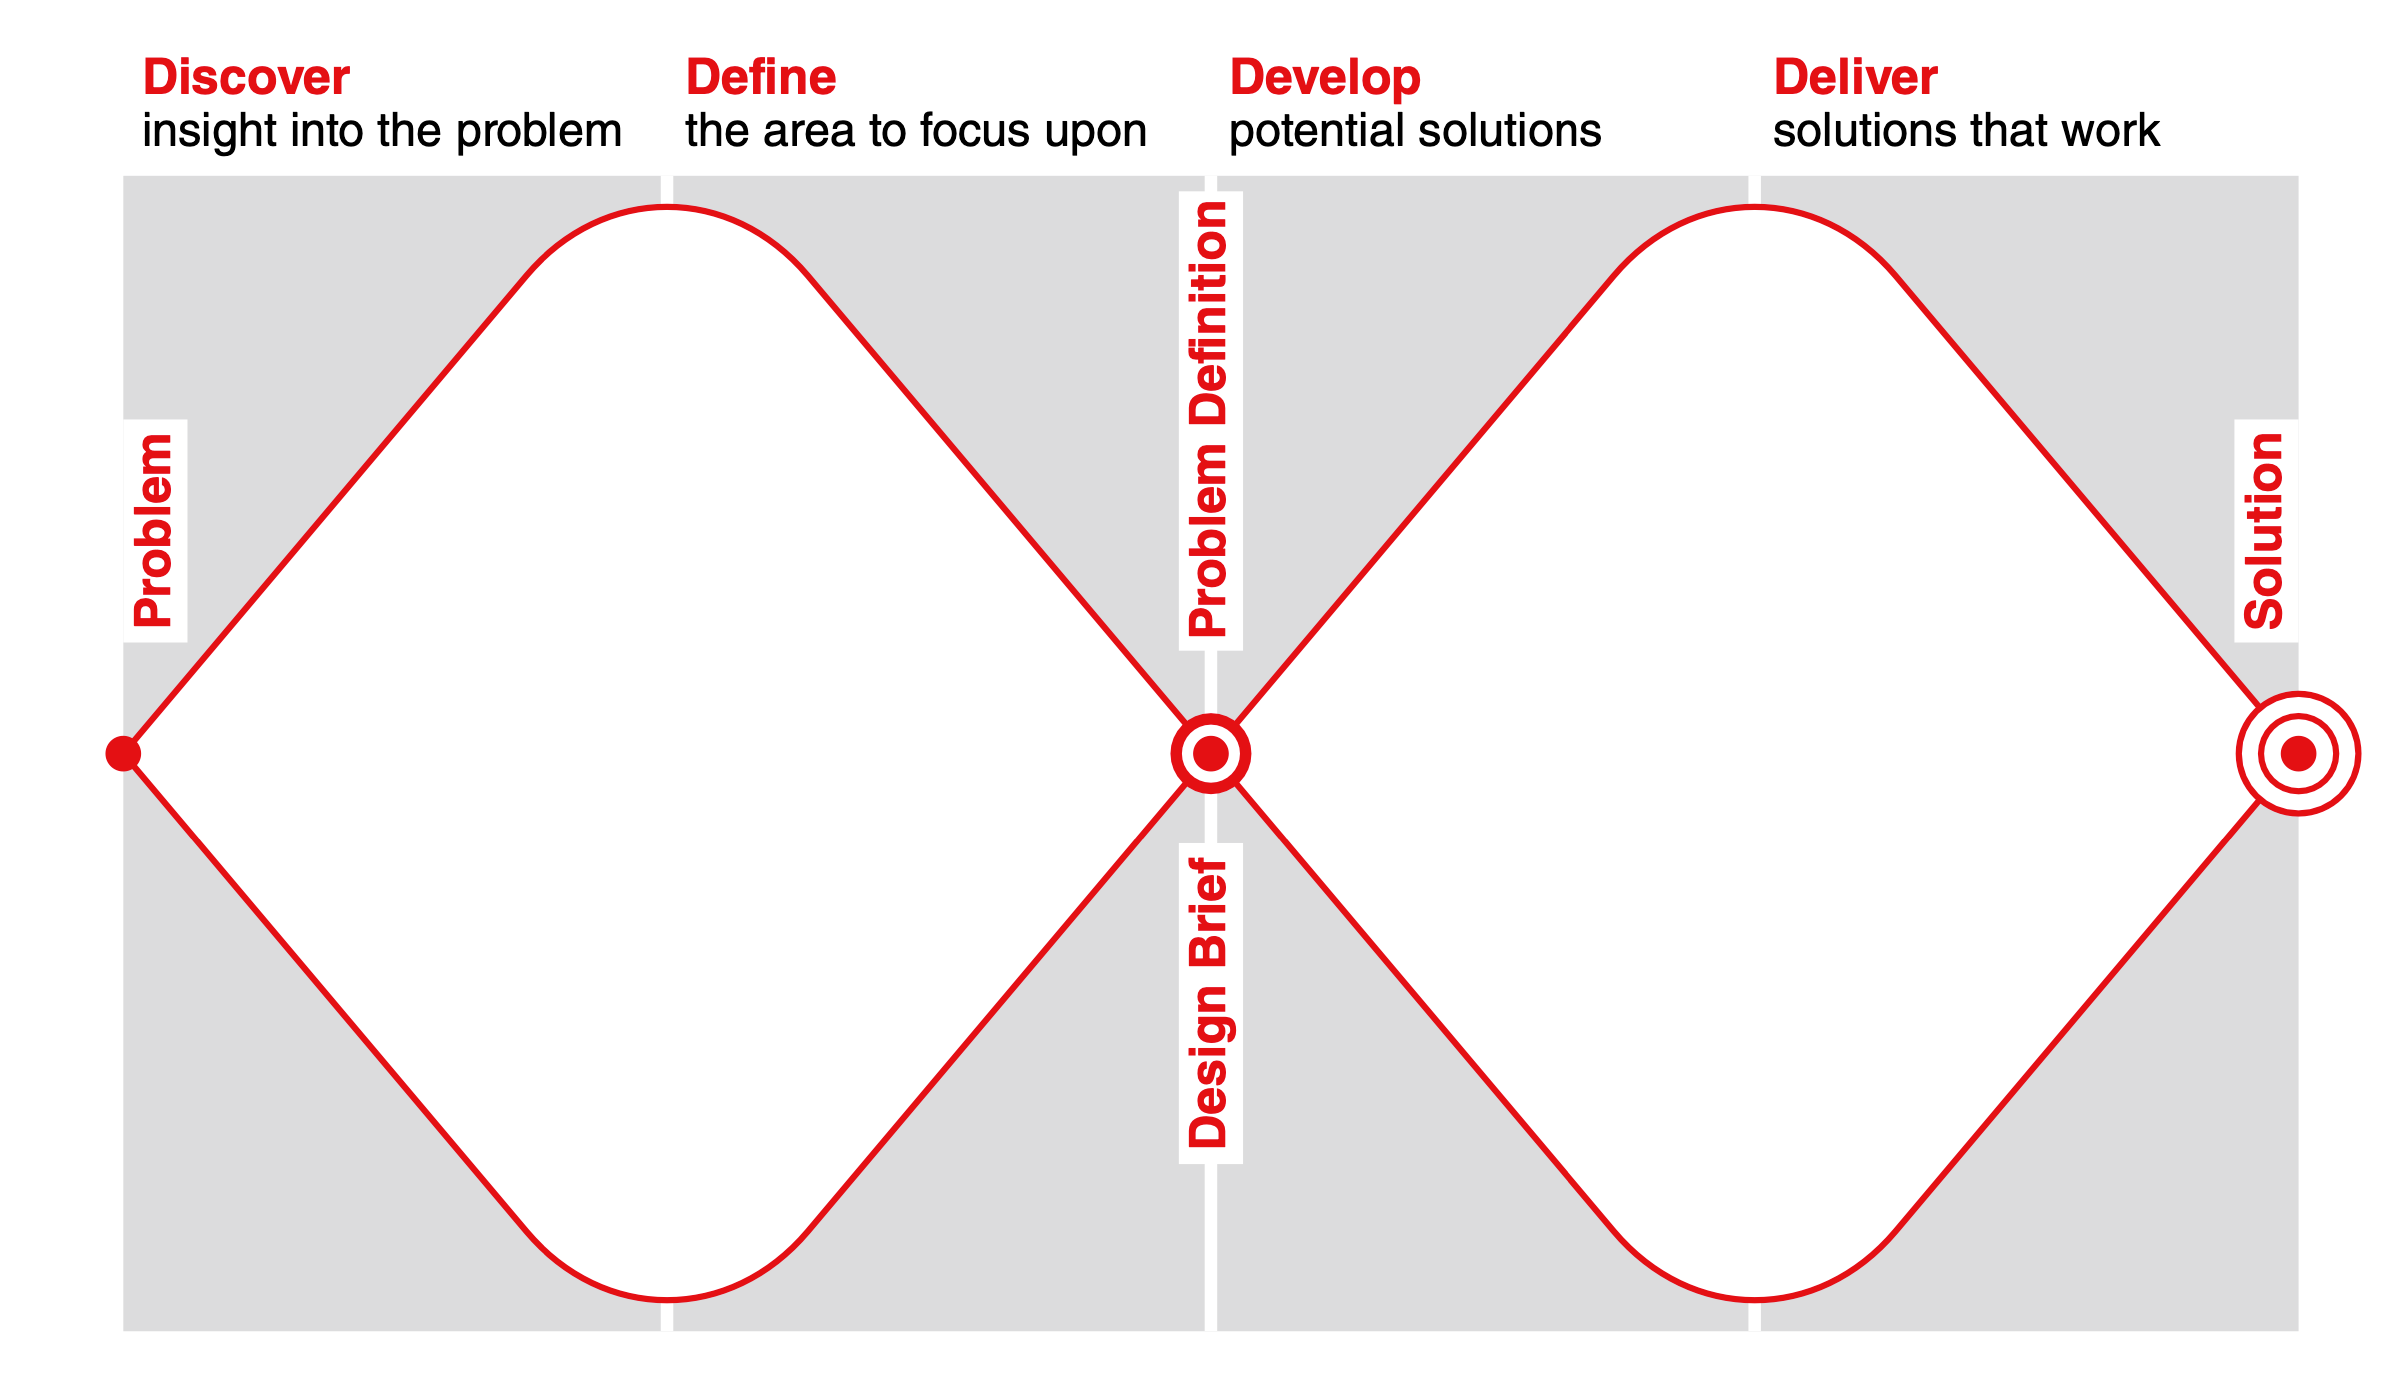 Discover
insight into the problem
Define
the area to focus upon
Develop
potential solutions
Deliver
solutions that work
Problem
Problem Definition
Design Brief
Solution